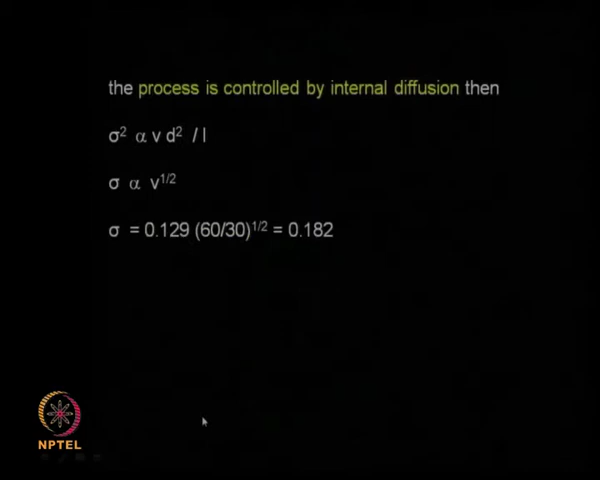 the process is controlled by internal diffusion then
σ² α v d² / l
σ α v^1/2
σ = 0.129 (60/30)^1/2 = 0.182
NPTEL